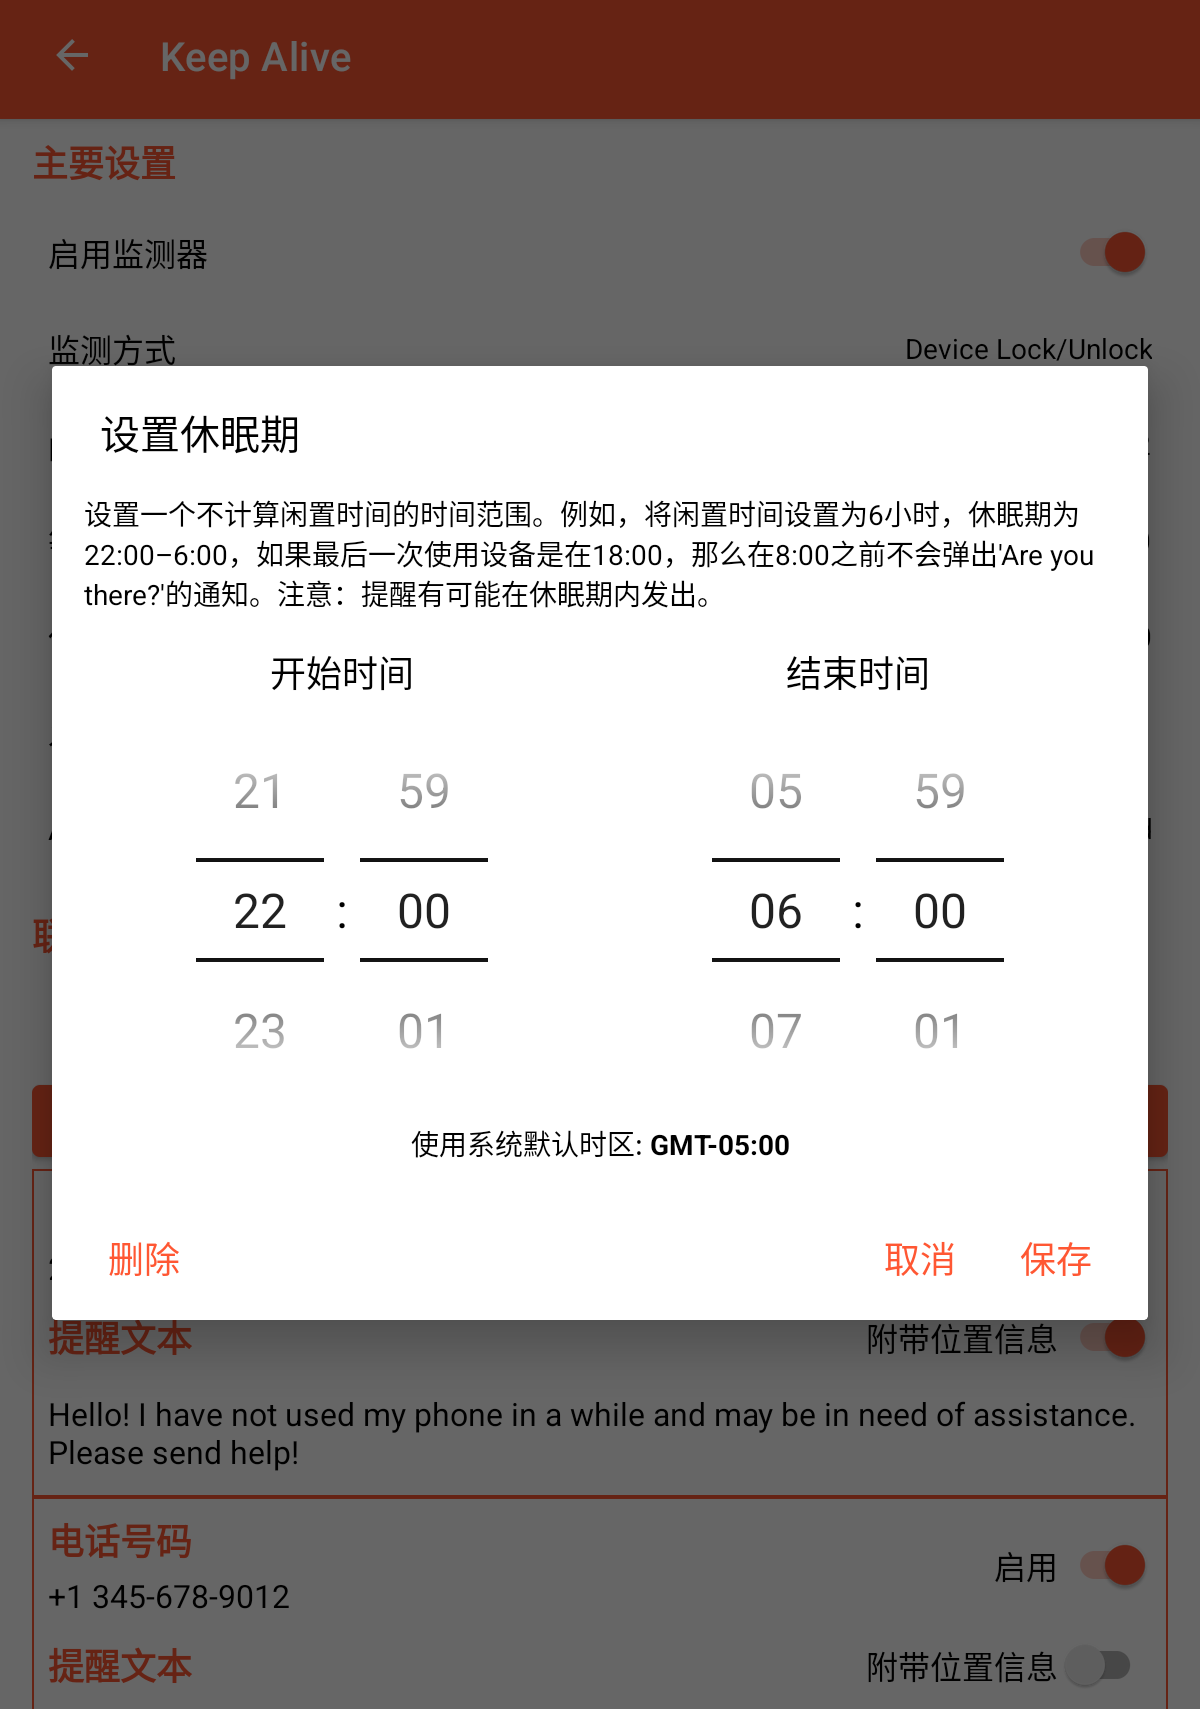 Keep Alive
主要设置
启用监测器
监测方式
Device Lock/Unlock
设置休眠期
设置一个不计算闲置时间的时间范围。例如，将闲置时间设置为6小时，休眠期为
22:00–6:00，如果最后一次使用设备是在18:00，那么在8:00之前不会弹出'Are you
there?'的通知。注意：提醒有可能在休眠期内发出。
开始时间 结束时间
21 59 05 59
22 : 00 06 : 00
23 01 07 01
使用系统默认时区: GMT-05:00
删除 取消 保存
提醒文本 附带位置信息
Hello! I have not used my phone in a while and may be in need of assistance.
Please send help!
电话号码
启用
+1 345-678-9012
提醒文本 附带位置信息